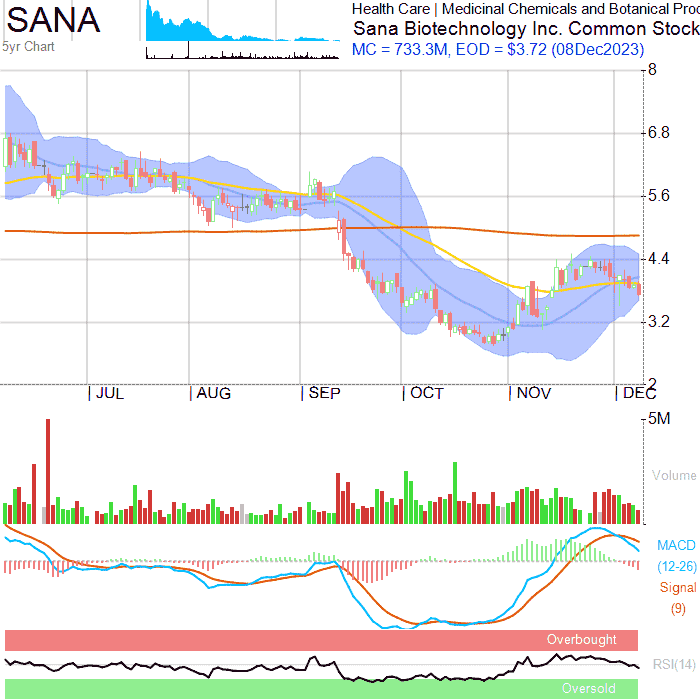 SANA
5yr Chart
Health Care | Medicinal Chemicals and Botanical Proc
Sana Biotechnology Inc. Common Stock
MC = 733.3M, EOD = $3.72 (08Dec2023)
8
6.8
5.6
4.4
3.2
2
JUL AUG SEP OCT NOV DEC
5M
Volume
MACD
(12-26)
Signal
(9)
Overbought
RSI(14)
Oversold